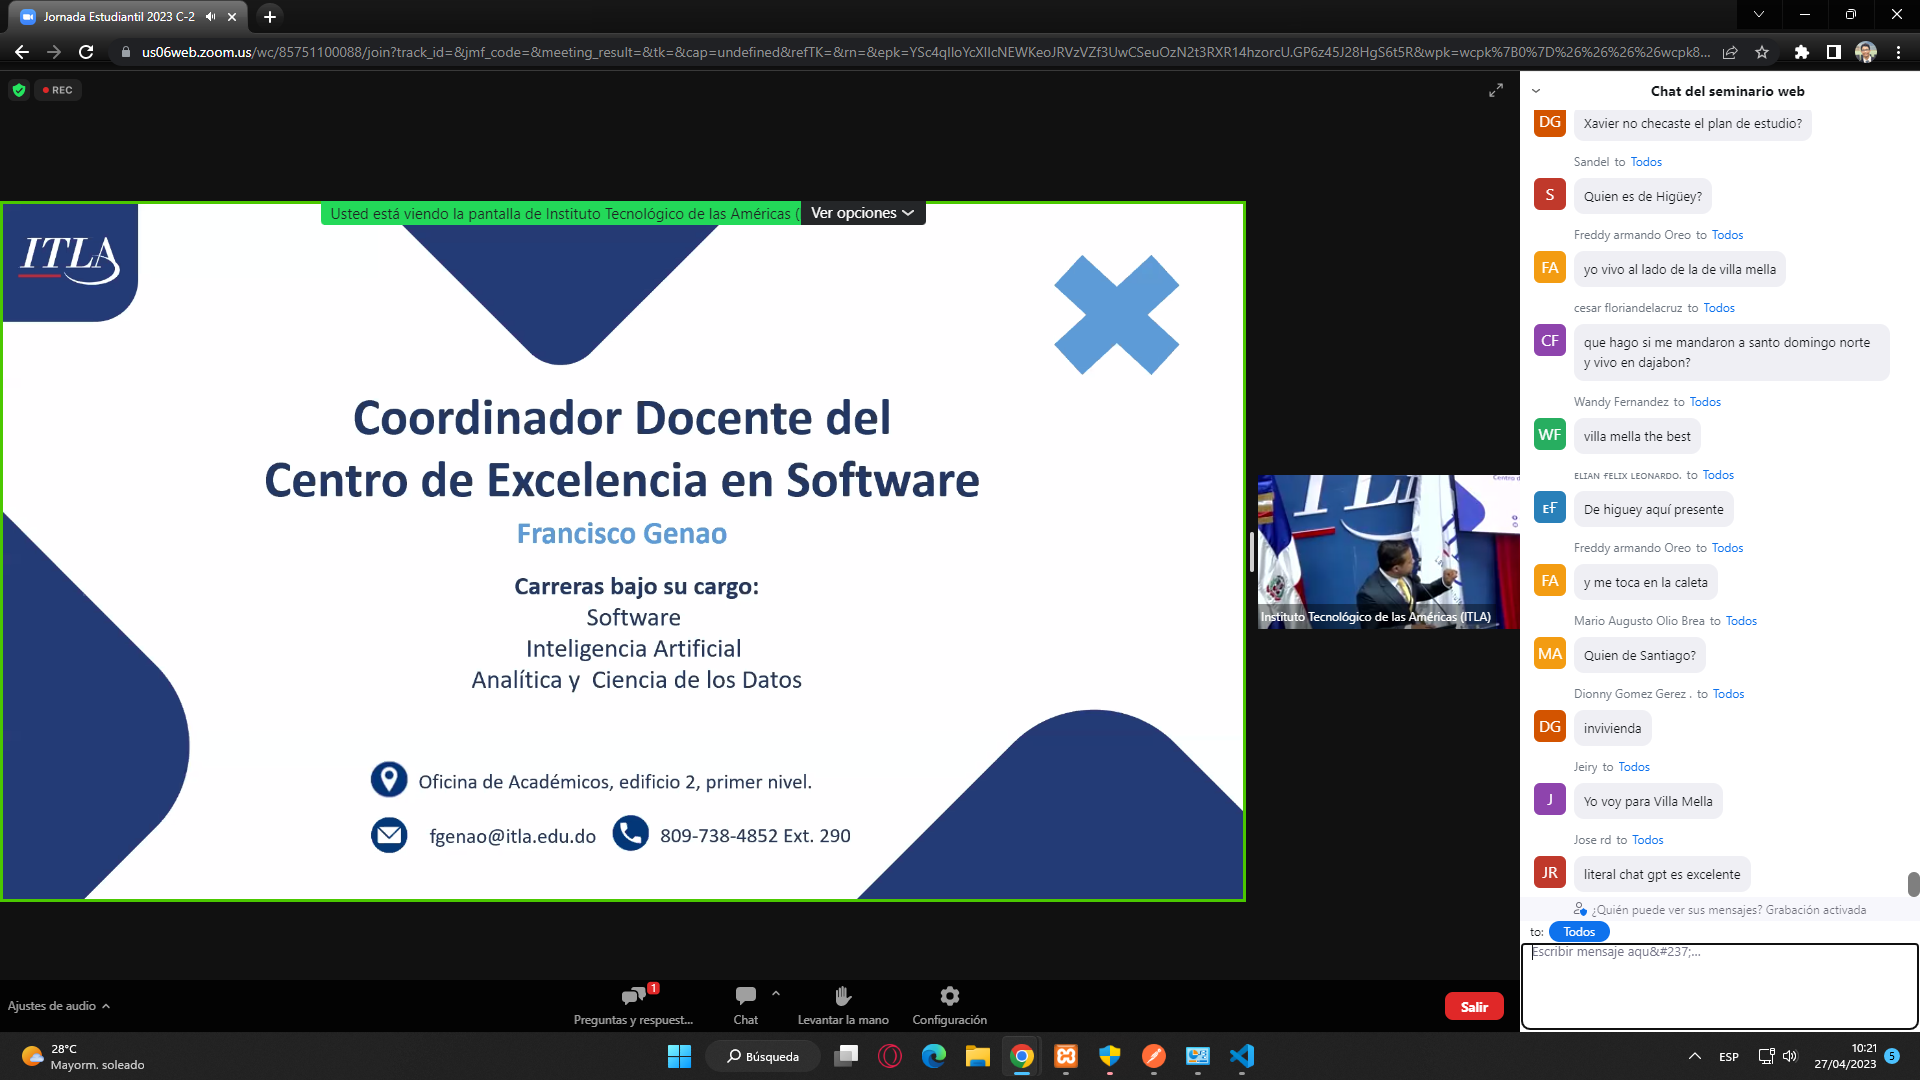 Jornada Estudiantil 2023 C-2
us06web.zoom.us/wc/85751100088/join?track_id=&jmf_code=&meeting_result=&tk=&cap=undefined&refTK=&rn=&epk=YSc4qIloYcXIlcNEWKeoJRVzVZf3UwCSeuOzN2t3RXR14hzorcU.GP6z45J28HgS6t5R&wpk=wcpk%7B0%7D%26%26%26%26wcpk8...
REC
Usted está viendo la pantalla de Instituto Tecnológico de las Américas (
Ver opciones
ITLA
Coordinador Docente del
Centro de Excelencia en Software
Francisco Genao
Carreras bajo su cargo:
Software
Inteligencia Artificial
Analítica y Ciencia de los Datos
Oficina de Académicos, edificio 2, primer nivel.
fgenao@itla.edu.do
809-738-4852 Ext. 290
ITLA
Instituto Tecnológico de las Américas (ITLA)
Chat del seminario web
DG
Xavier no checaste el plan de estudio?
Sandel to Todos
S
Quien es de Higüey?
Freddy armando Oreo to Todos
FA
yo vivo al lado de la de villa mella
cesar floriandelacruz to Todos
CF
que hago si me mandaron a santo domingo norte
y vivo en dajabon?
Wandy Fernandez to Todos
WF
villa mella the best
ᴇʟɪᴀɴ ғᴇʟɪx ʟᴇᴏɴᴀʀᴅᴏ. to Todos
ᴇF
De higuey aquí presente
Freddy armando Oreo to Todos
FA
y me toca en la caleta
Mario Augusto Olio Brea to Todos
MA
Quien de Santiago?
Dionny Gomez Gerez . to Todos
DG
invivienda
Jeiry to Todos
J
Yo voy para Villa Mella
Jose rd to Todos
JR
literal chat gpt es excelente
¿Quién puede ver sus mensajes? Grabación activada
to: Todos
Escribir mensaje aqu&#237;...
Ajustes de audio
1
Preguntas y respuest...
Chat
Levantar la mano
Configuración
Salir
28°C
Mayorm. soleado
Búsqueda
ESP
10:21
27/04/2023
5